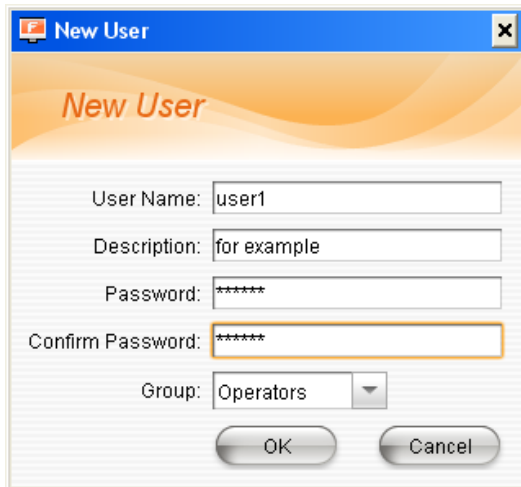 New User
New User
User Name: user1
Description: for example
Password: ******
Confirm Password: ******
Group: Operators
OK Cancel